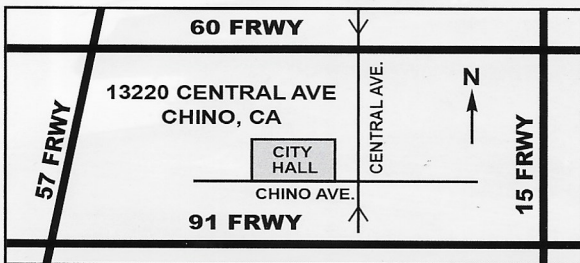 60 FRWY
13220 CENTRAL AVE
CHINO, CA
CITY
HALL
CENTRAL AVE.
N
57 FRWY
15 FRWY
CHINO AVE.
91 FRWY